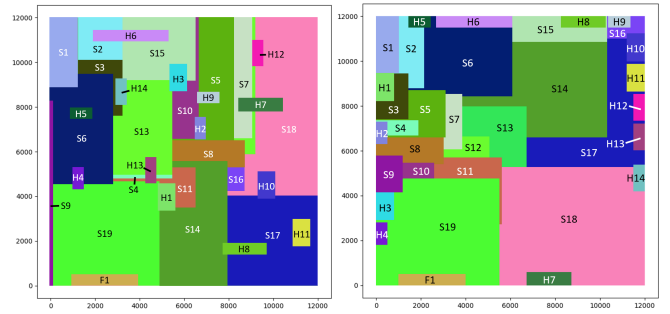 12000
10000
8000
6000
4000
2000
0
0 2000 4000 6000 8000 10000 12000
S1
S2
H6
S15
H12
S3
H3
H14
S5
S7
H9
H7
S10
H5
S6
S13
H2
S18
S8
H13
H4
S4
S16
H10
S11
H1
S9
S19
S14
S17
H11
H8
F1
12000
10000
8000
6000
4000
2000
0
0 2000 4000 6000 8000 10000 12000
H5
H6
H8
H9
S1
S2
S15
S16
S6
H10
H1
S14
H11
S5
S3
H12
S7
S13
S4
H2
H13
S12
S8
S17
S9
S10
S11
H14
H3
S18
H4
S19
F1
H7